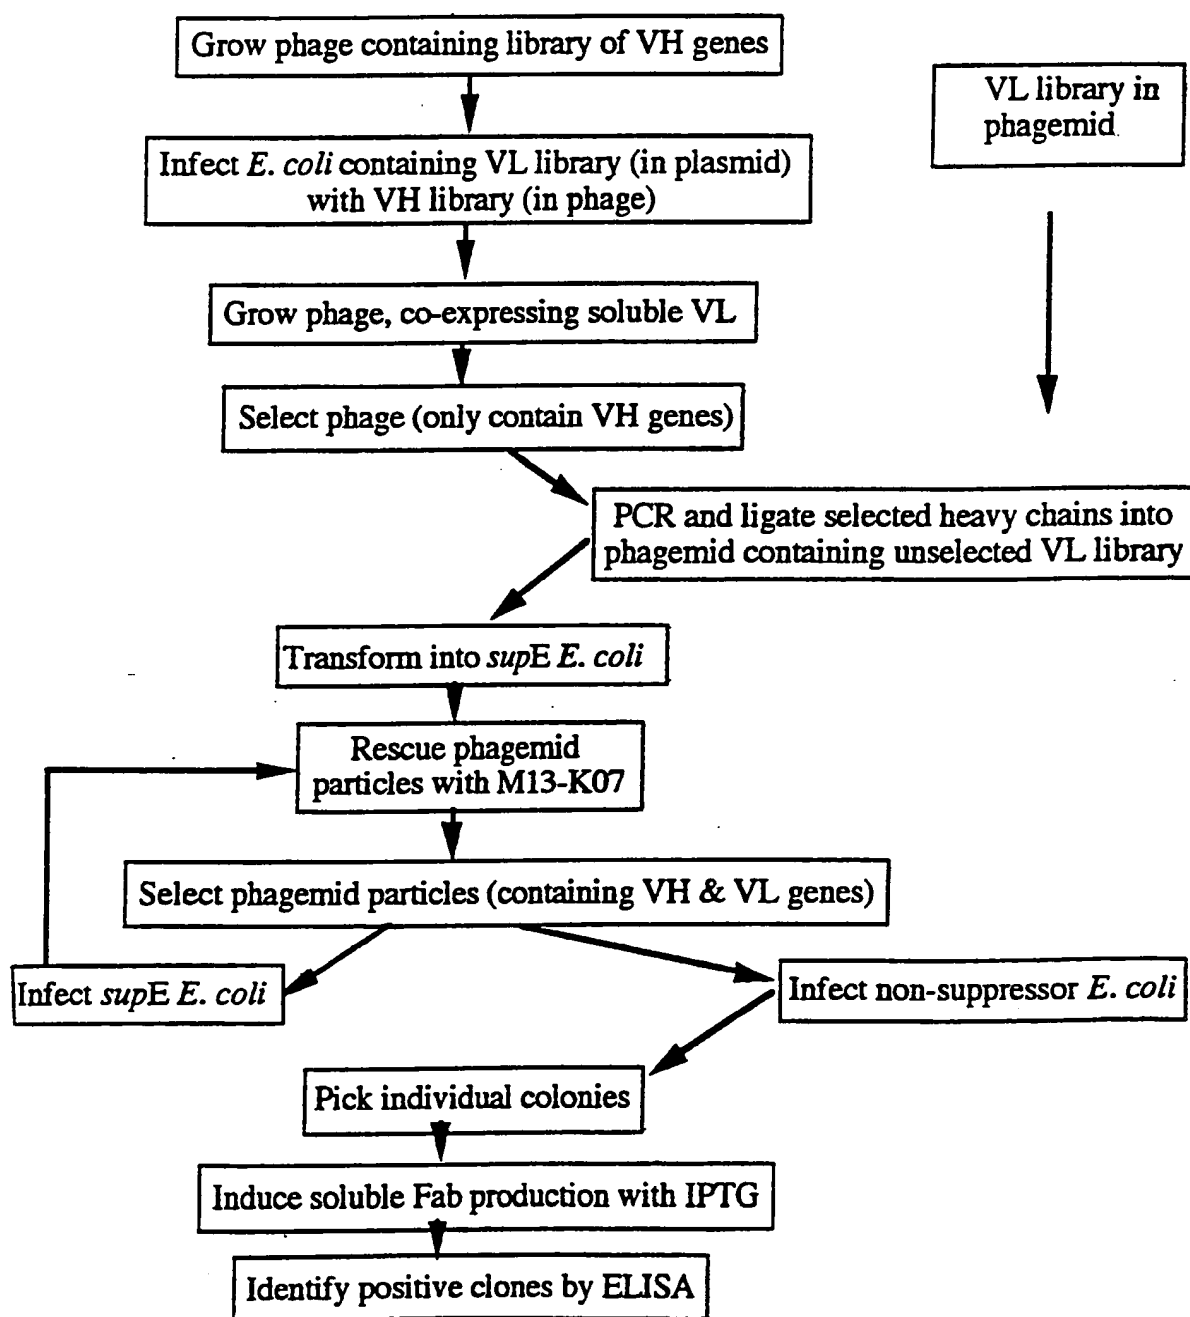 Grow phage containing library of VH genes
VL library in
phagemid
Infect E. coli containing VL library (in plasmid)
with VH library (in phage)
Grow phage, co-expressing soluble VL
Select phage (only contain VH genes)
PCR and ligate selected heavy chains into
phagemid containing unselected VL library
Transform into supE E. coli
Rescue phagemid
particles with M13-K07
Select phagemid particles (containing VH & VL genes)
Infect supE E. coli
Infect non-suppressor E. coli
Pick individual colonies
Induce soluble Fab production with IPTG
Identify positive clones by ELISA